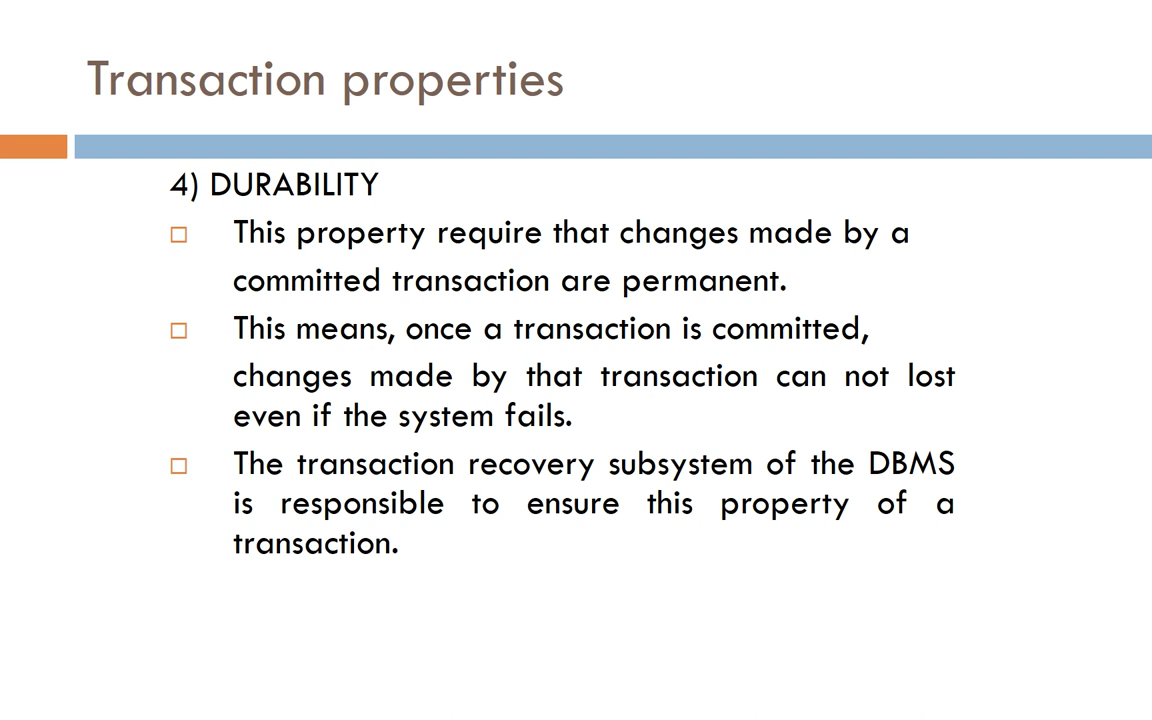 Transaction properties
4) DURABILITY
This property require that changes made by a
committed transaction are permanent.
This means, once a transaction is committed,
changes made by that transaction can not lost
even if the system fails.
The transaction recovery subsystem of the DBMS
is responsible to ensure this property of a
transaction.